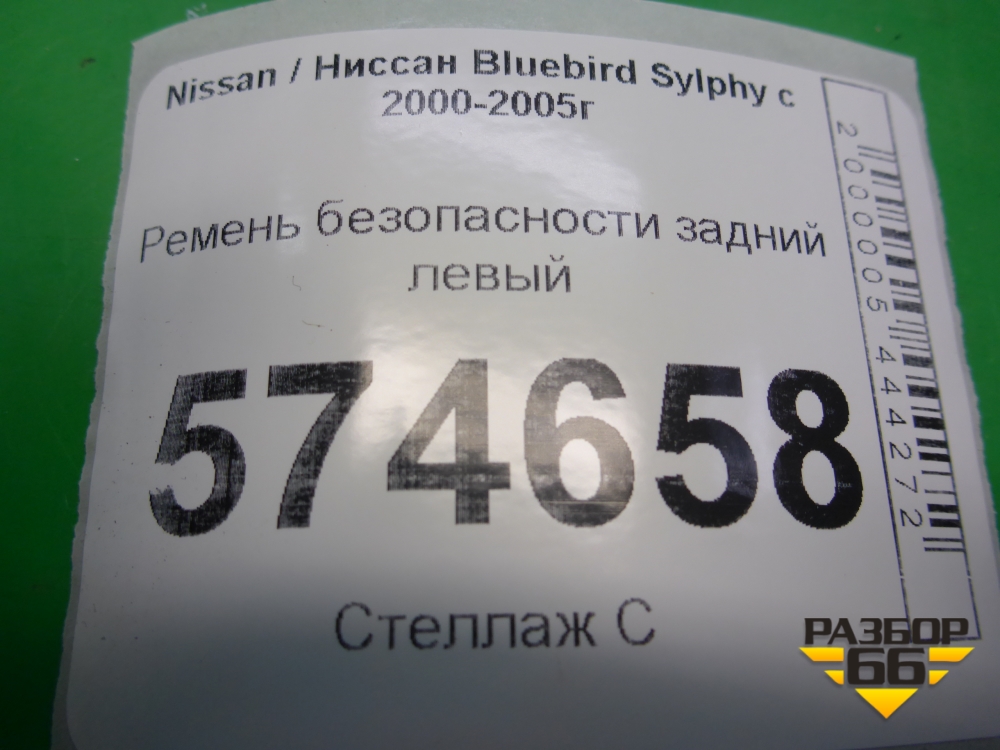 Nissan / Ниссан Bluebird Sylphy с
2000-2005г
Ремень безопасности задний
левый
574658
Стеллаж С
2000005444272
РАЗБОР
66